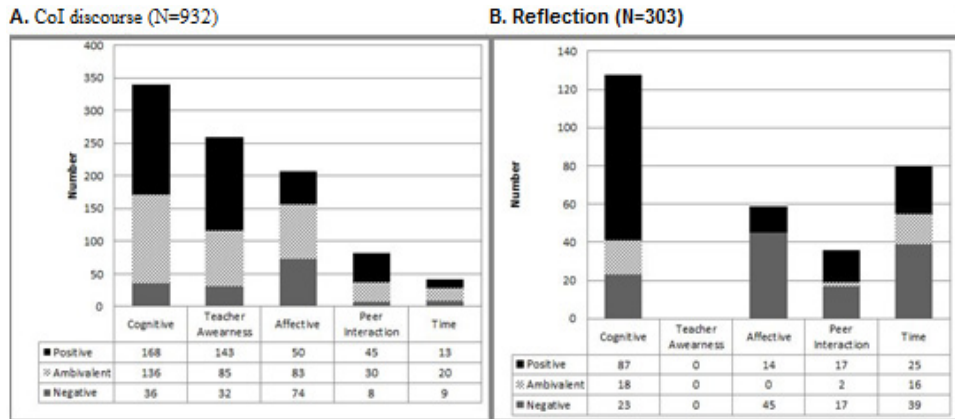 A. CoI discourse (N=932)
400
350
300
250
200
150
100
50
0
Number
Cognitive Teacher Awearness Affective Peer Interaction Time
Positive 168 143 50 45 13
Ambivalent 136 85 83 30 20
Negative 36 32 74 8 9
B. Reflection (N=303)
140
120
100
80
60
40
20
0
Number
Cognitive Teacher Awearness Affective Peer Interaction Time
Positive 87 0 14 17 25
Ambivalent 18 0 0 2 16
Negative 23 0 45 17 39